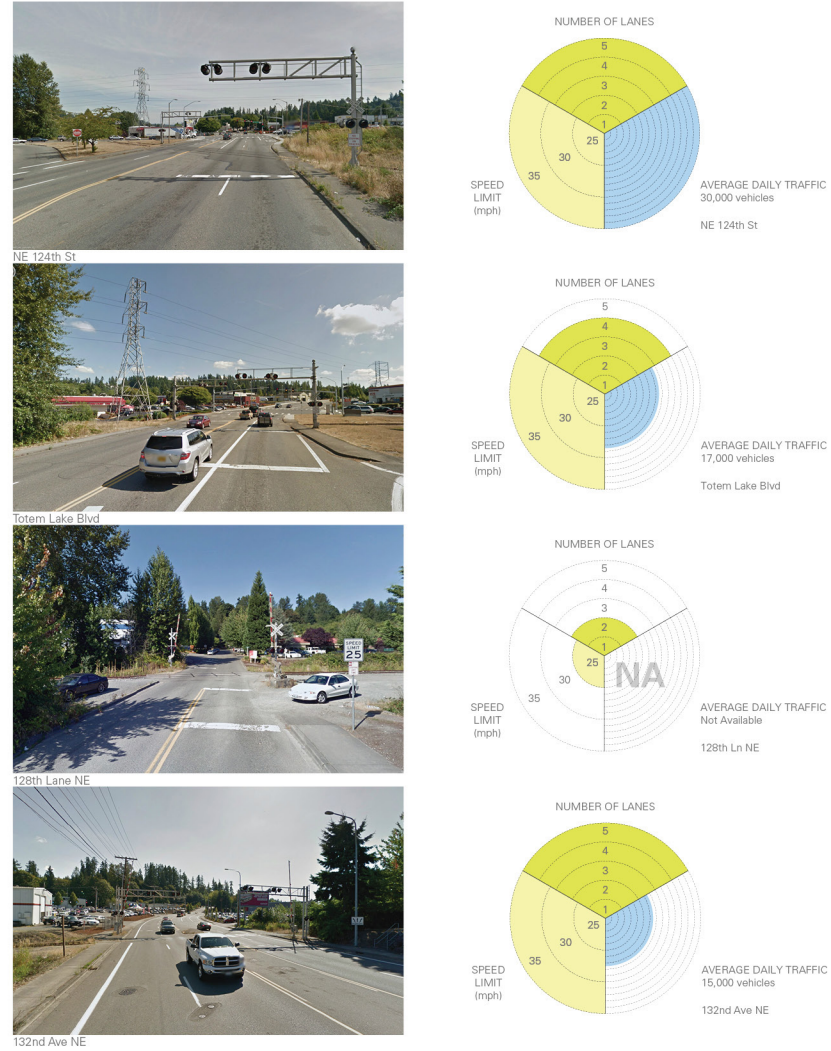 NUMBER OF LANES
5
4
3
2
1
25
30
35
SPEED
LIMIT
(mph)
AVERAGE DAILY TRAFFIC
30,000 vehicles
NE 124th St
NE 124th St
NUMBER OF LANES
5
4
3
2
1
25
30
35
SPEED
LIMIT
(mph)
AVERAGE DAILY TRAFFIC
17,000 vehicles
Totem Lake Blvd
Totem Lake Blvd
SPEED
LIMIT
25
NUMBER OF LANES
5
4
3
2
1
25
30
35
NA
SPEED
LIMIT
(mph)
AVERAGE DAILY TRAFFIC
Not Available
128th Ln NE
128th Lane NE
NUMBER OF LANES
5
4
3
2
1
25
30
35
SPEED
LIMIT
(mph)
AVERAGE DAILY TRAFFIC
15,000 vehicles
132nd Ave NE
132nd Ave NE